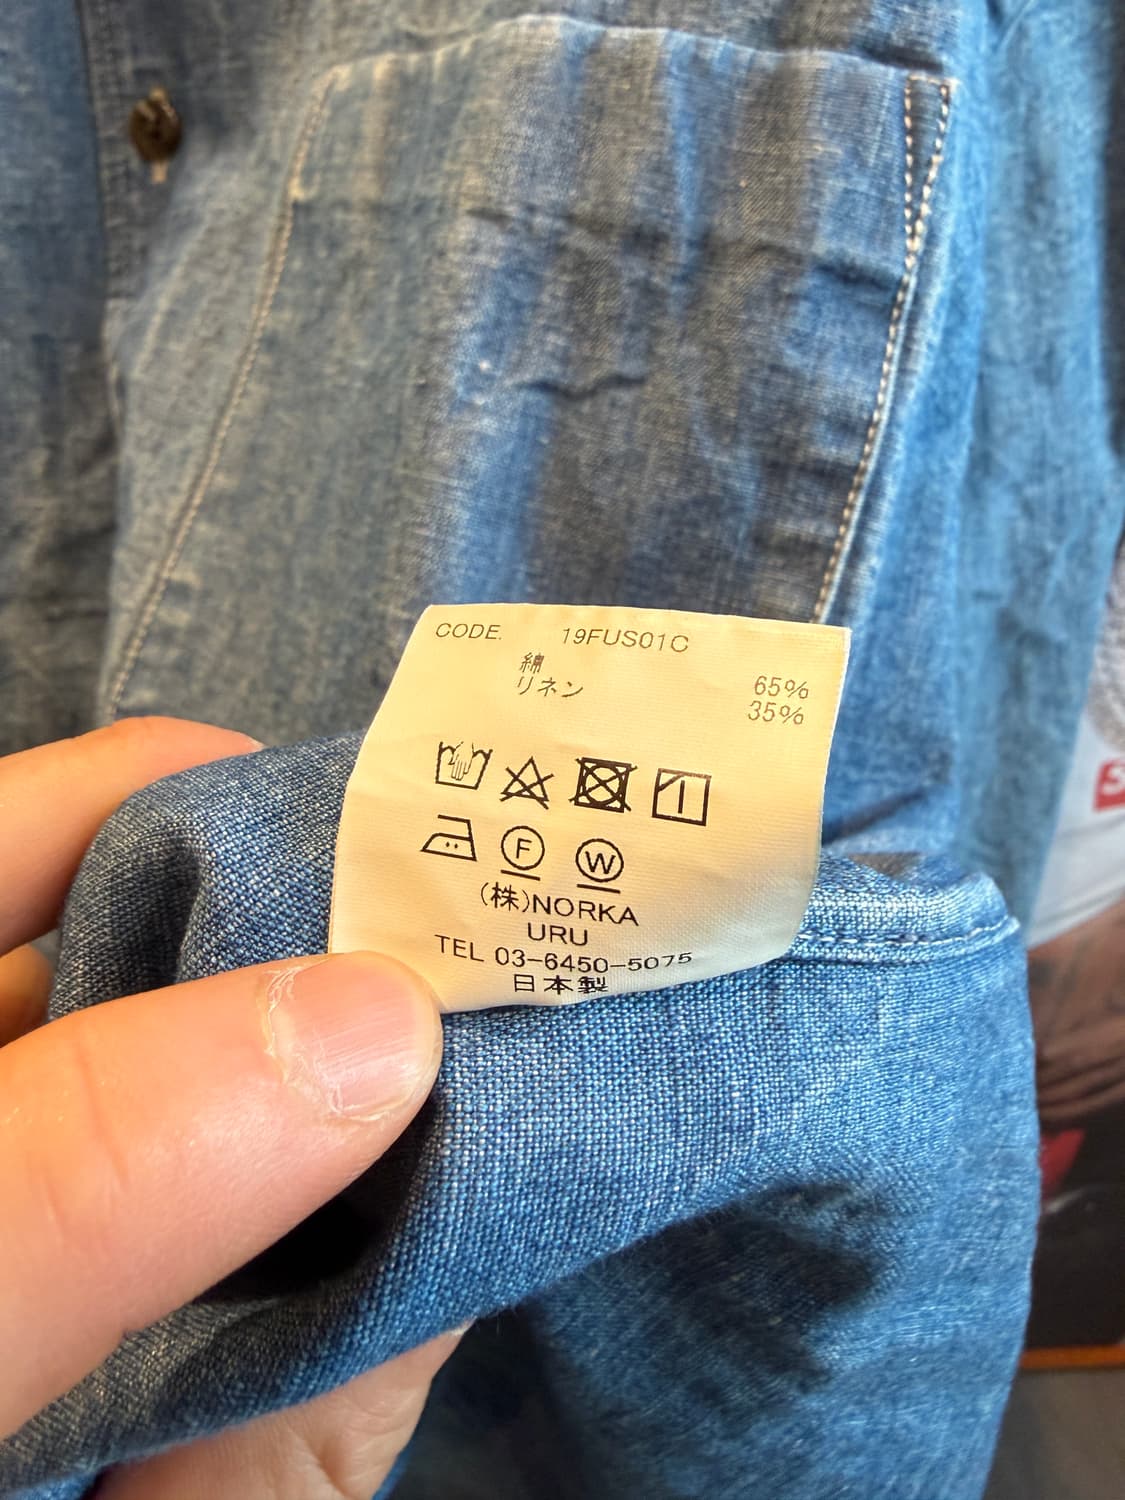 CODE. 19FUS01C
綿 65%
リネン 35%
F W
(株)NORKA
URU
TEL 03-6450-5075
日本製